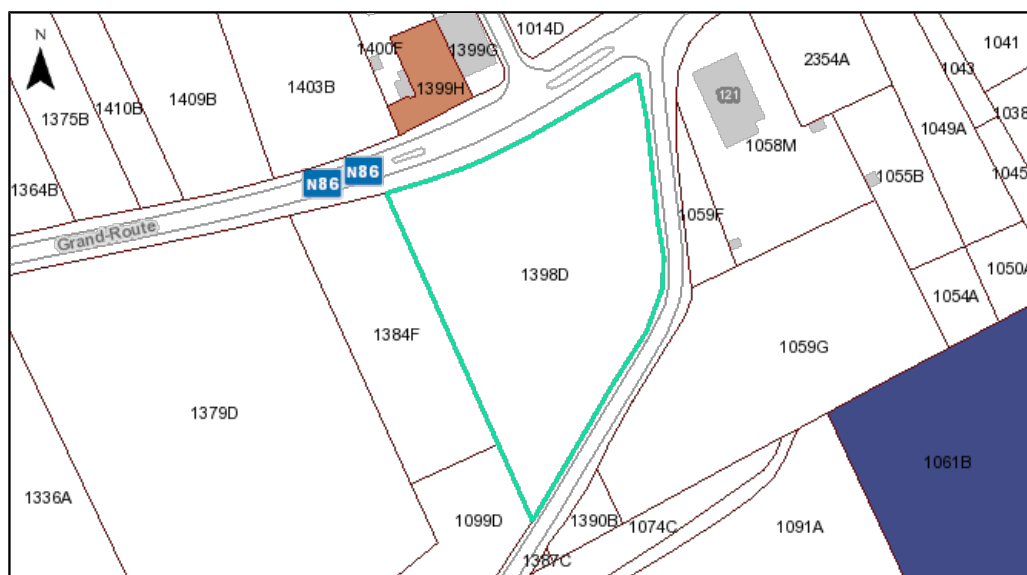 N
1014D
1041
1400F
1399G
2354A
1043
1403B
1399H
1409B
1410B
1375B
121
1038
1049A
1058M
1045
N86
N86
1055B
1364B
1059F
Grand-Route
1398D
1050A
1054A
1384F
1059G
1379D
1061B
1336A
1099D
1390B
1074C
1091A
1387C